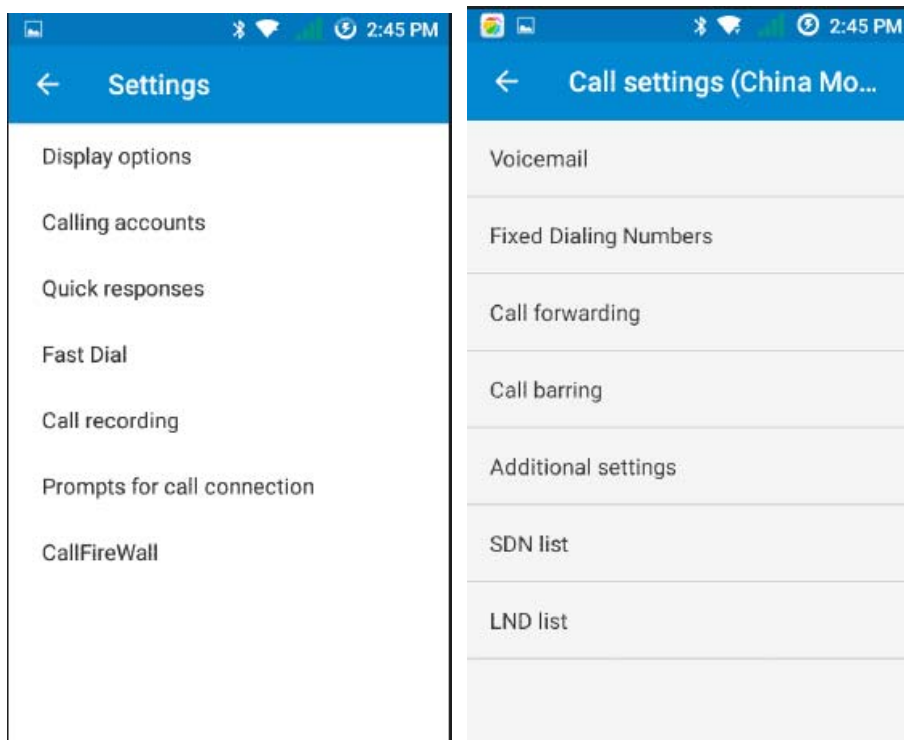 2:45 PM
Settings
Display options
Calling accounts
Quick responses
Fast Dial
Call recording
Prompts for call connection
CallFireWall
2:45 PM
Call settings (China Mo...
Voicemail
Fixed Dialing Numbers
Call forwarding
Call barring
Additional settings
SDN list
LND list